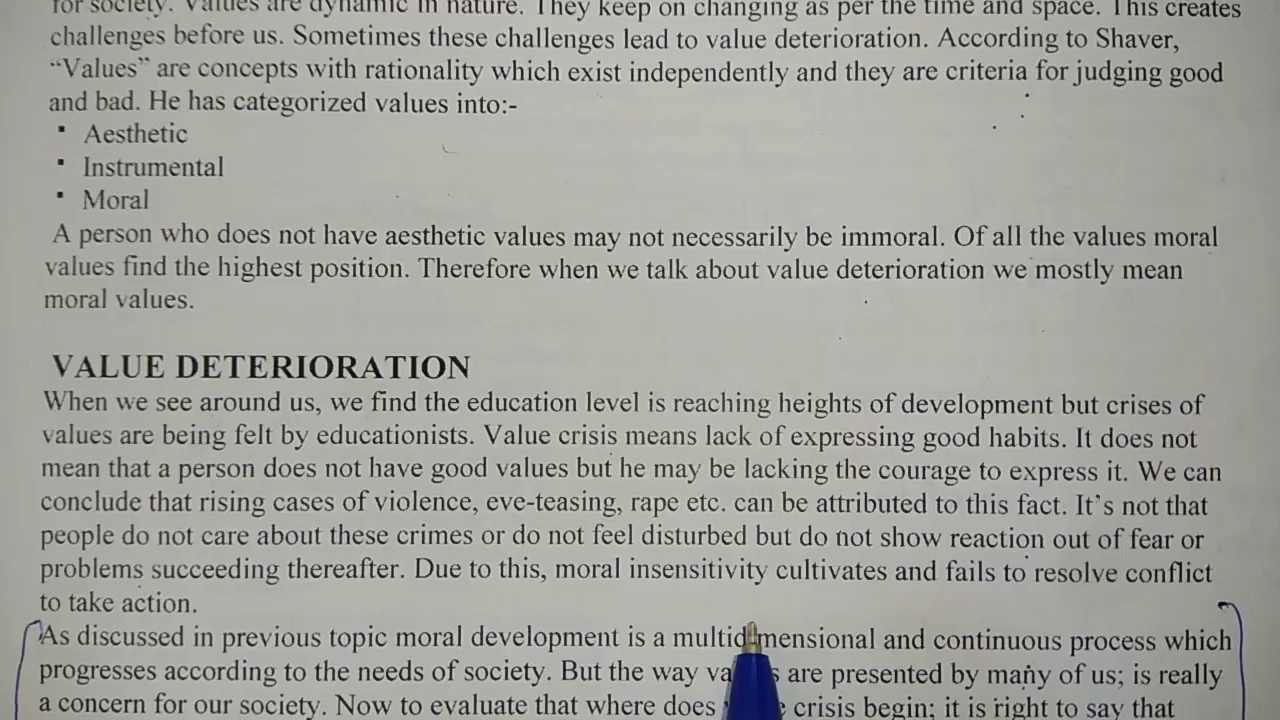 for society. Values are dynamic in nature. They keep on changing as per the time and space. This creates
challenges before us. Sometimes these challenges lead to value deterioration. According to Shaver,
“Values” are concepts with rationality which exist independently and they are criteria for judging good
and bad. He has categorized values into:-
▪ Aesthetic
▪ Instrumental
▪ Moral
A person who does not have aesthetic values may not necessarily be immoral. Of all the values moral
values find the highest position. Therefore when we talk about value deterioration we mostly mean
moral values.
VALUE DETERIORATION
When we see around us, we find the education level is reaching heights of development but crises of
values are being felt by educationists. Value crisis means lack of expressing good habits. It does not
mean that a person does not have good values but he may be lacking the courage to express it. We can
conclude that rising cases of violence, eve-teasing, rape etc. can be attributed to this fact. It’s not that
people do not care about these crimes or do not feel disturbed but do not show reaction out of fear or
problems succeeding thereafter. Due to this, moral insensitivity cultivates and fails to resolve conflict
to take action.
As discussed in previous topic moral development is a multidimensional and continuous process which
progresses according to the needs of society. But the way are presented by many of us; is really
a concern for our society. Now to evaluate that where does crisis begin; it is right to say that